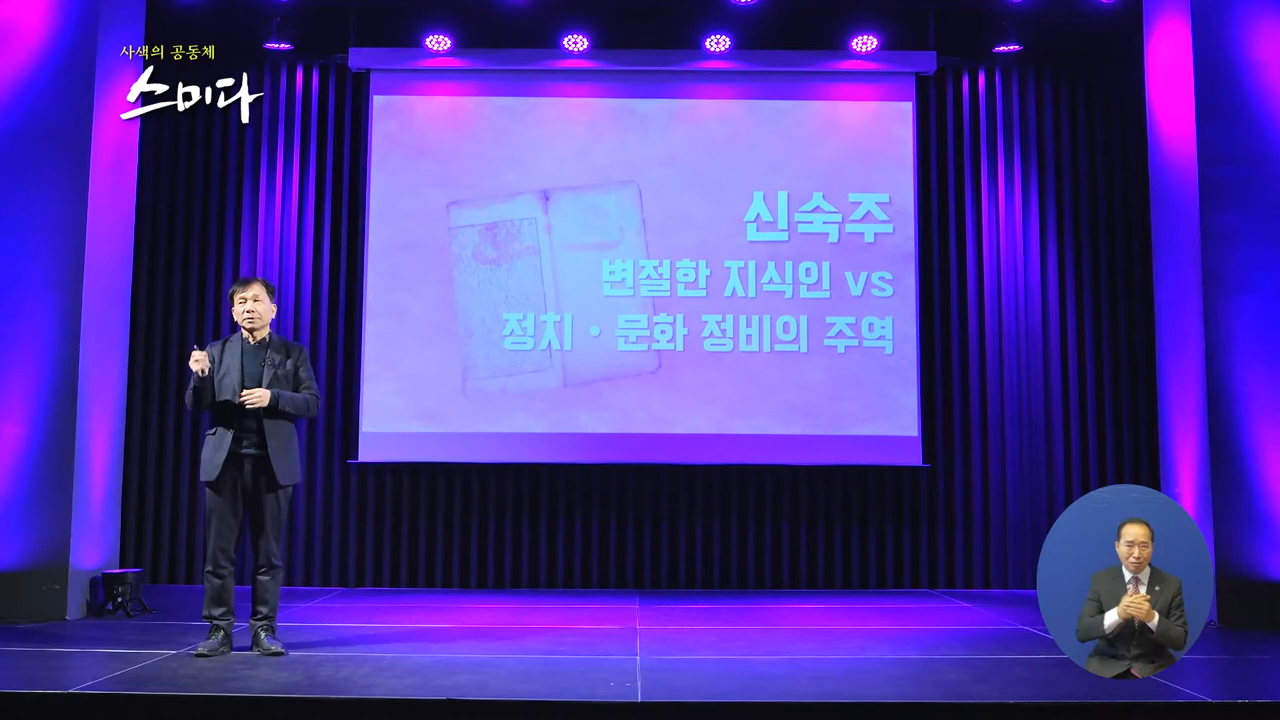 사색의 공동체
스미다
신숙주
변절한 지식인 vs
정치·문화 정비의 주역